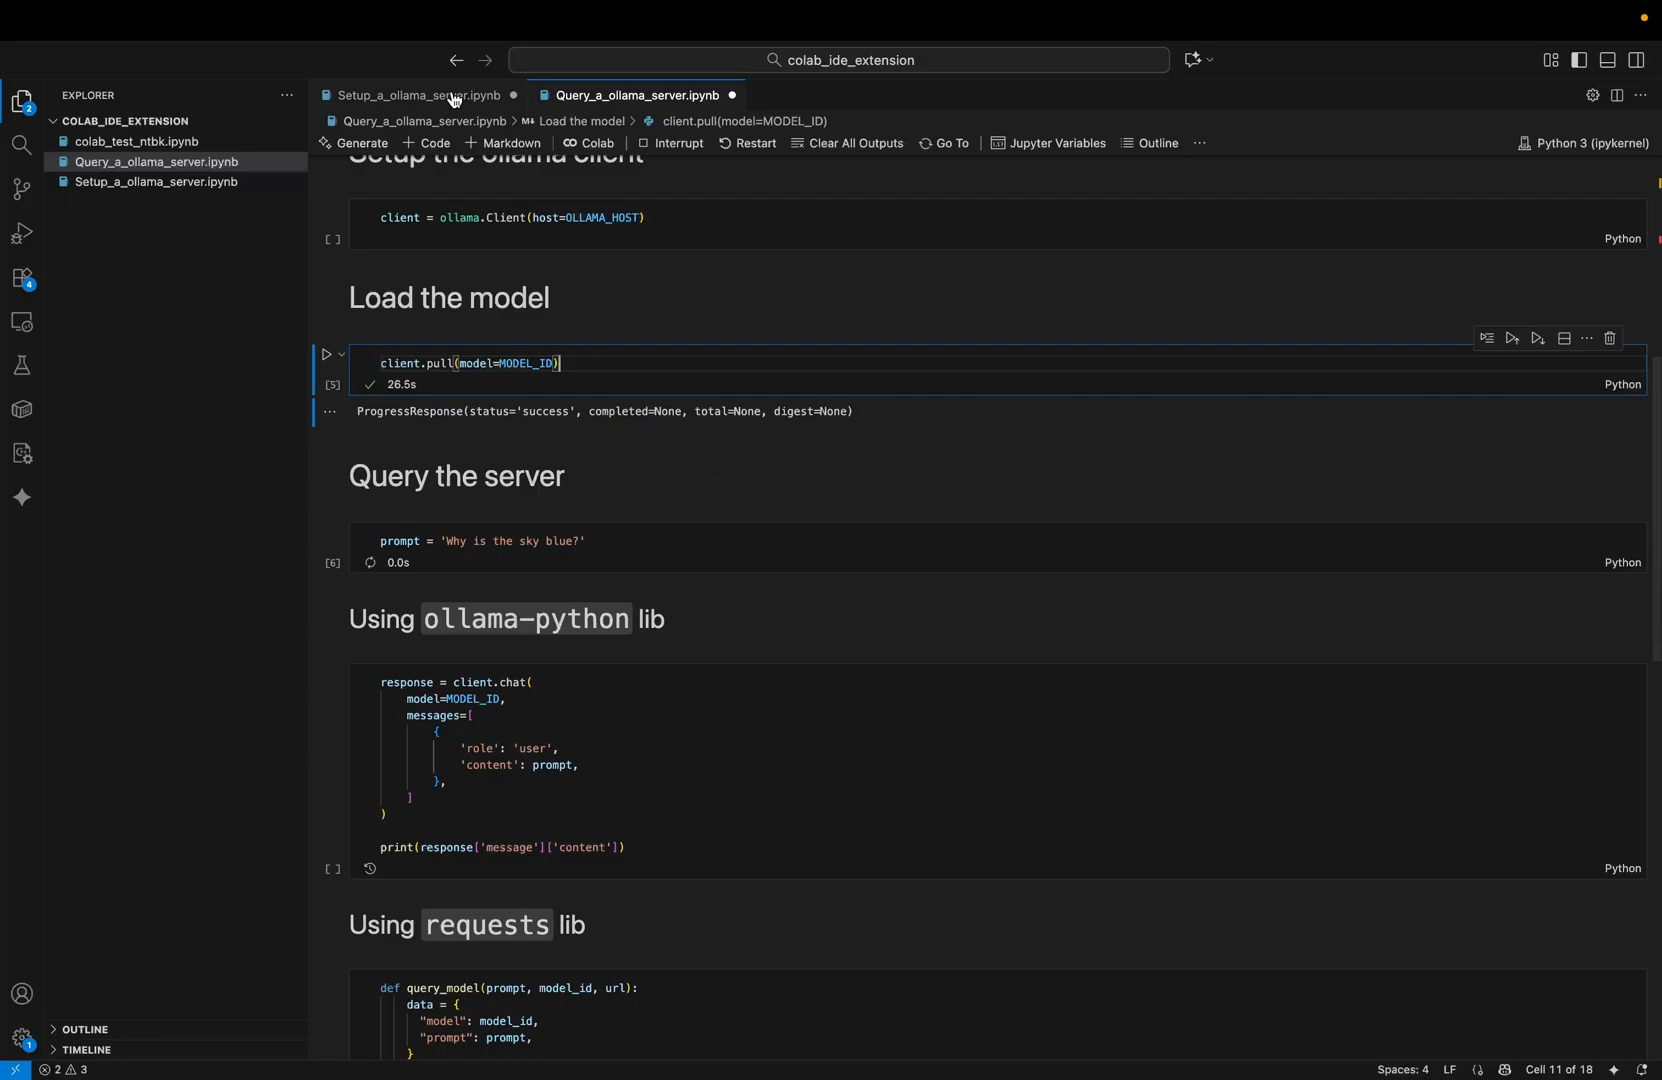 colab_ide_extension
EXPLORER
Setup_a_ollama_server.ipynb
Query_a_ollama_server.ipynb
COLAB_IDE_EXTENSION
colab_test_ntbk.ipynb
Query_a_ollama_server.ipynb
Setup_a_ollama_server.ipynb
Query_a_ollama_server.ipynb > M↓ Load the model > client.pull(model=MODEL_ID)
Generate + Code + Markdown Colab Interrupt Restart Clear All Outputs Go To Jupyter Variables Outline ... Python 3 (ipykernel)
Setup the ollama client
client = ollama.Client(host=OLLAMA_HOST)
[ ] Python
Load the model
client.pull(model=MODEL_ID)
[5] 26.5s Python
... ProgressResponse(status='success', completed=None, total=None, digest=None)
Query the server
prompt = 'Why is the sky blue?'
[6] 0.0s Python
Using ollama-python lib
response = client.chat(
model=MODEL_ID,
messages=[
{
'role': 'user',
'content': prompt,
},
]
)
print(response['message']['content'])
[ ] Python
Using requests lib
def query_model(prompt, model_id, url):
data = {
"model": model_id,
"prompt": prompt,
}
2
4
1
OUTLINE
TIMELINE
2 3
Spaces: 4 LF Cell 11 of 18